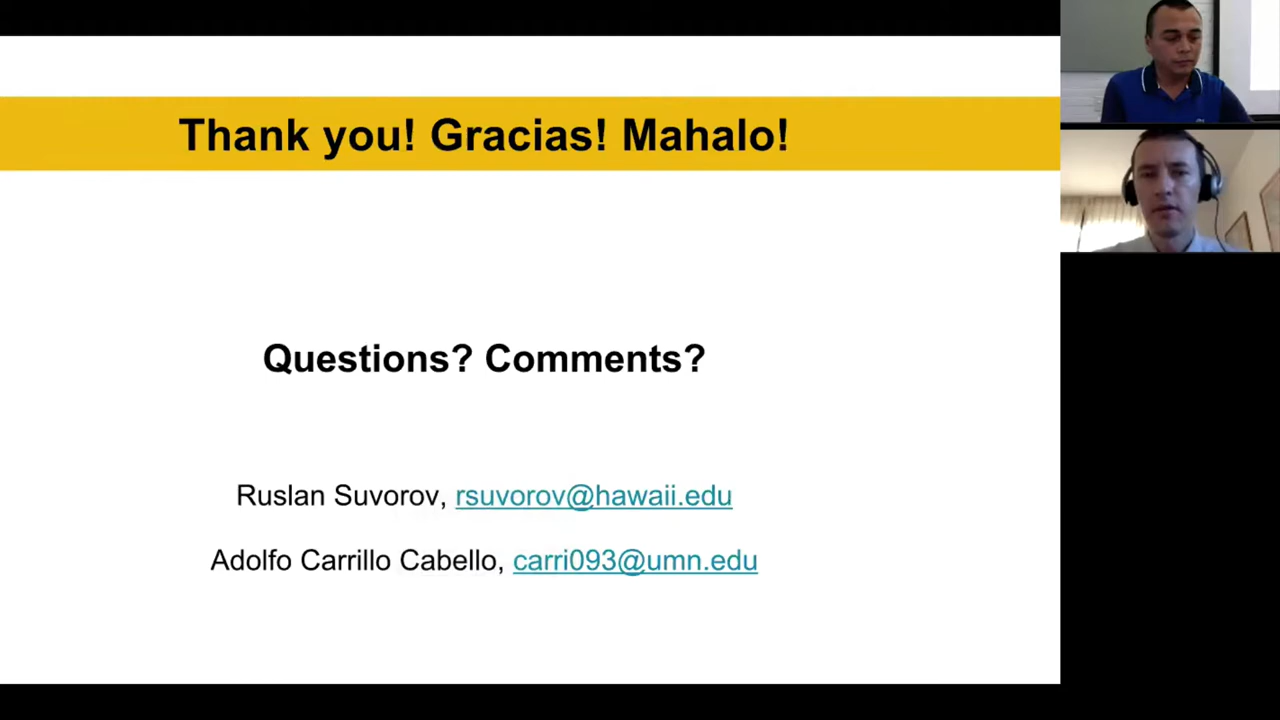 Thank you! Gracias! Mahalo!
Questions? Comments?
Ruslan Suvorov, rsuvorov@hawaii.edu
Adolfo Carrillo Cabello, carri093@umn.edu